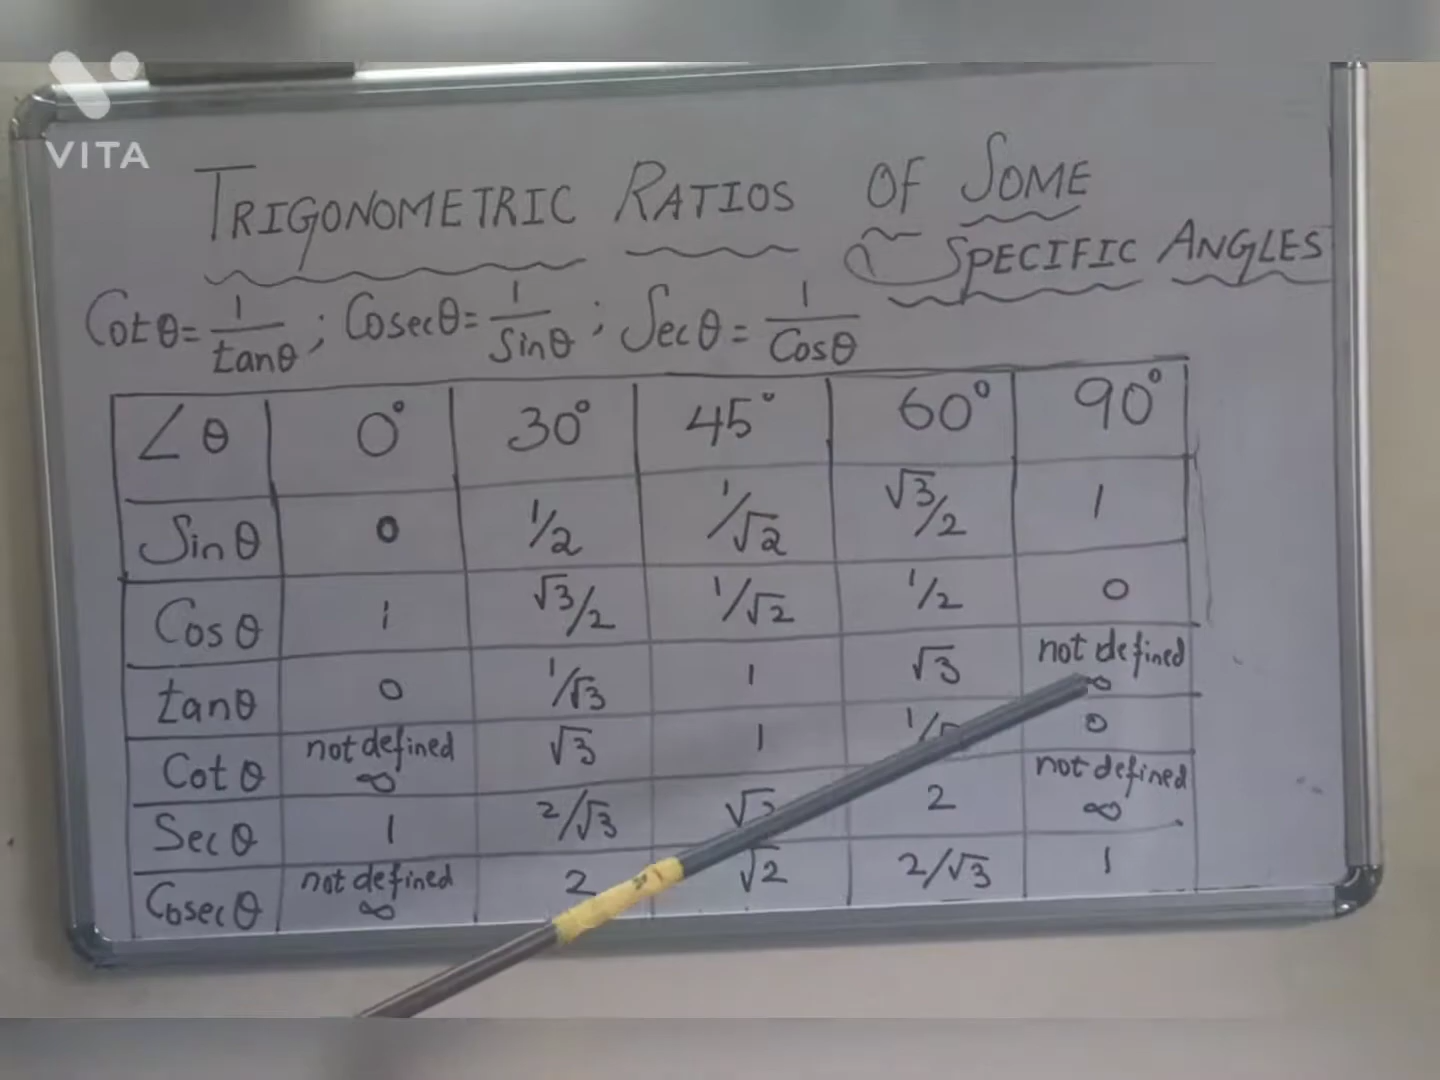 VITA
TRIGONOMETRIC RATIOS OF SOME
SPECIFIC ANGLES
Cotθ = 1/tanθ ; Cosecθ = 1/Sinθ ; Secθ = 1/Cosθ
∠θ 0° 30° 45° 60° 90°
Sinθ 0 1/2 1/√2 √3/2 1
Cosθ 1 √3/2 1/√2 1/2 0
tanθ 0 1/√3 1 √3 not defined ∞
Cotθ not defined ∞ √3 1 0
Secθ 1 2/√3 2 not defined ∞
Cosecθ not defined ∞ 2 √2 2/√3 1